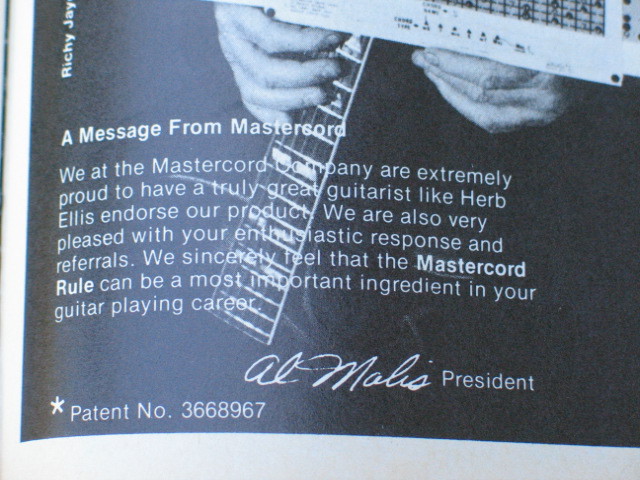 Richy Jay
A Message From Mastercord
We at the Mastercord Company are extremely
proud to have a truly great guitarist like Herb
Ellis endorse our product. We are also very
pleased with your enthusiastic response and
referrals. We sincerely feel that the Mastercord
Rule can be a most important ingredient in your
guitar playing career.
Al Malis President
* Patent No. 3668967